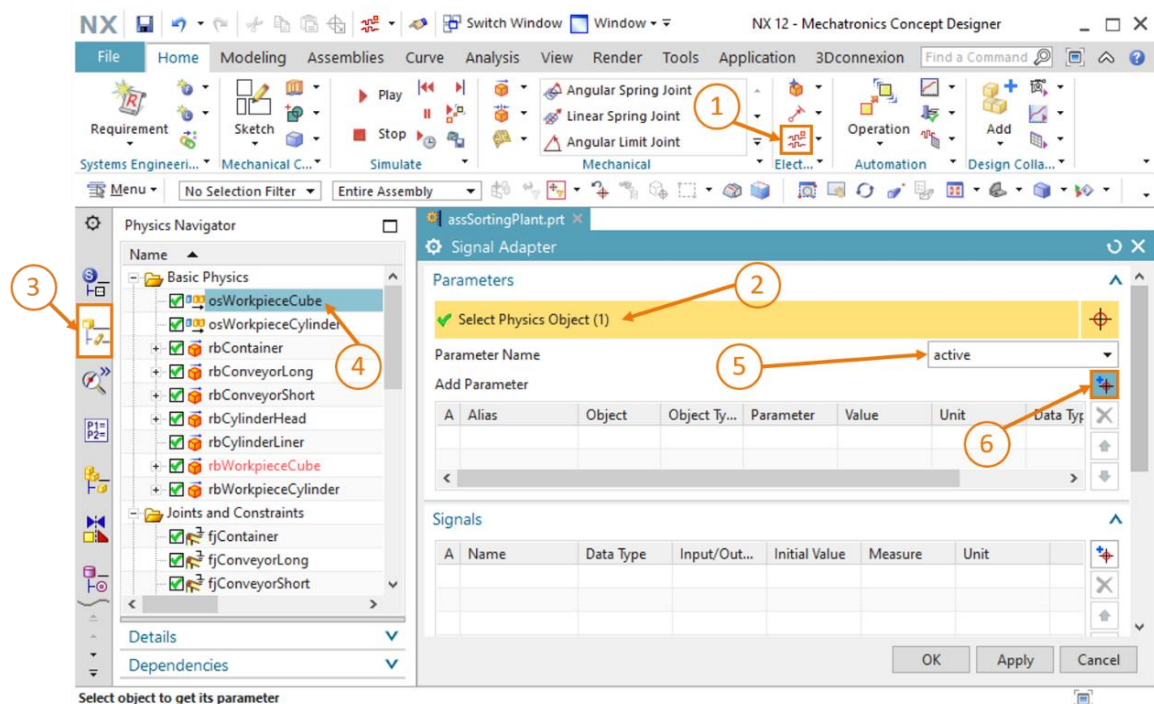 NX Switch Window Window NX 12 - Mechatronics Concept Designer
File Home Modeling Assemblies Curve Analysis View Render Tools Application 3Dconnexion Find a Command
Requirement Sketch Play Stop Angular Spring Joint Linear Spring Joint Angular Limit Joint 1 Operation Add
Systems Engineeri... Mechanical C... Simulate Mechanical Elect... Automation Design Colla...
Menu No Selection Filter Entire Assembly
Physics Navigator
Name
Basic Physics
osWorkpieceCube
osWorkpieceCylinder
rbContainer
rbConveyorLong
rbConveyorShort
rbCylinderHead
rbCylinderLiner
rbWorkpieceCube
rbWorkpieceCylinder
Joints and Constraints
fjContainer
fjConveyorLong
fjConveyorShort
Details
Dependencies
3
4
P1=
P2=
assSortingPlant.prt
Signal Adapter
Parameters
2
Select Physics Object (1)
Parameter Name 5 active
Add Parameter
A Alias Object Object Ty... Parameter Value Unit Data Typ
6
Signals
A Name Data Type Input/Out... Initial Value Measure Unit
OK Apply Cancel
Select object to get its parameter